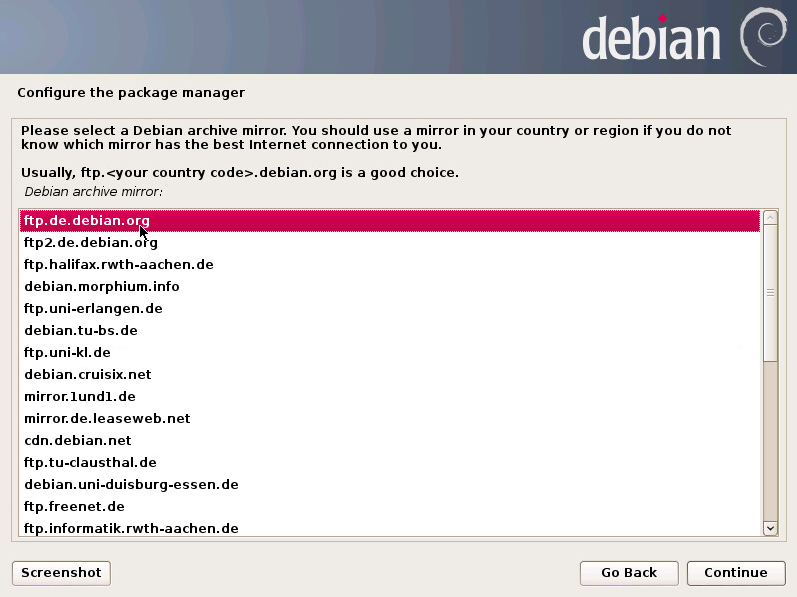 debian
Configure the package manager
Please select a Debian archive mirror. You should use a mirror in your country or region if you do not
know which mirror has the best Internet connection to you.
Usually, ftp.<your country code>.debian.org is a good choice.
Debian archive mirror:
ftp.de.debian.org
ftp2.de.debian.org
ftp.halifax.rwth-aachen.de
debian.morphium.info
ftp.uni-erlangen.de
debian.tu-bs.de
ftp.uni-kl.de
debian.cruisix.net
mirror.1und1.de
mirror.de.leaseweb.net
cdn.debian.net
ftp.tu-clausthal.de
debian.uni-duisburg-essen.de
ftp.freenet.de
ftp.informatik.rwth-aachen.de
Screenshot
Go Back
Continue